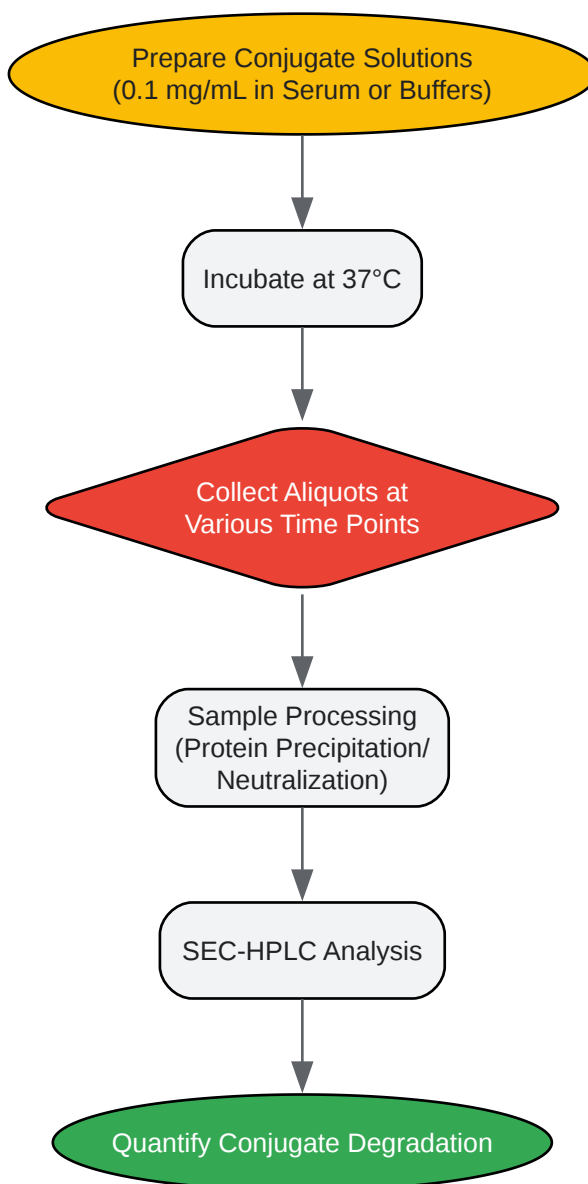 Prepare Conjugate Solutions
(0.1 mg/mL in Serum or Buffers)
Incubate at 37°C
Collect Aliquots at
Various Time Points
Sample Processing
(Protein Precipitation/
Neutralization)
SEC-HPLC Analysis
Quantify Conjugate Degradation